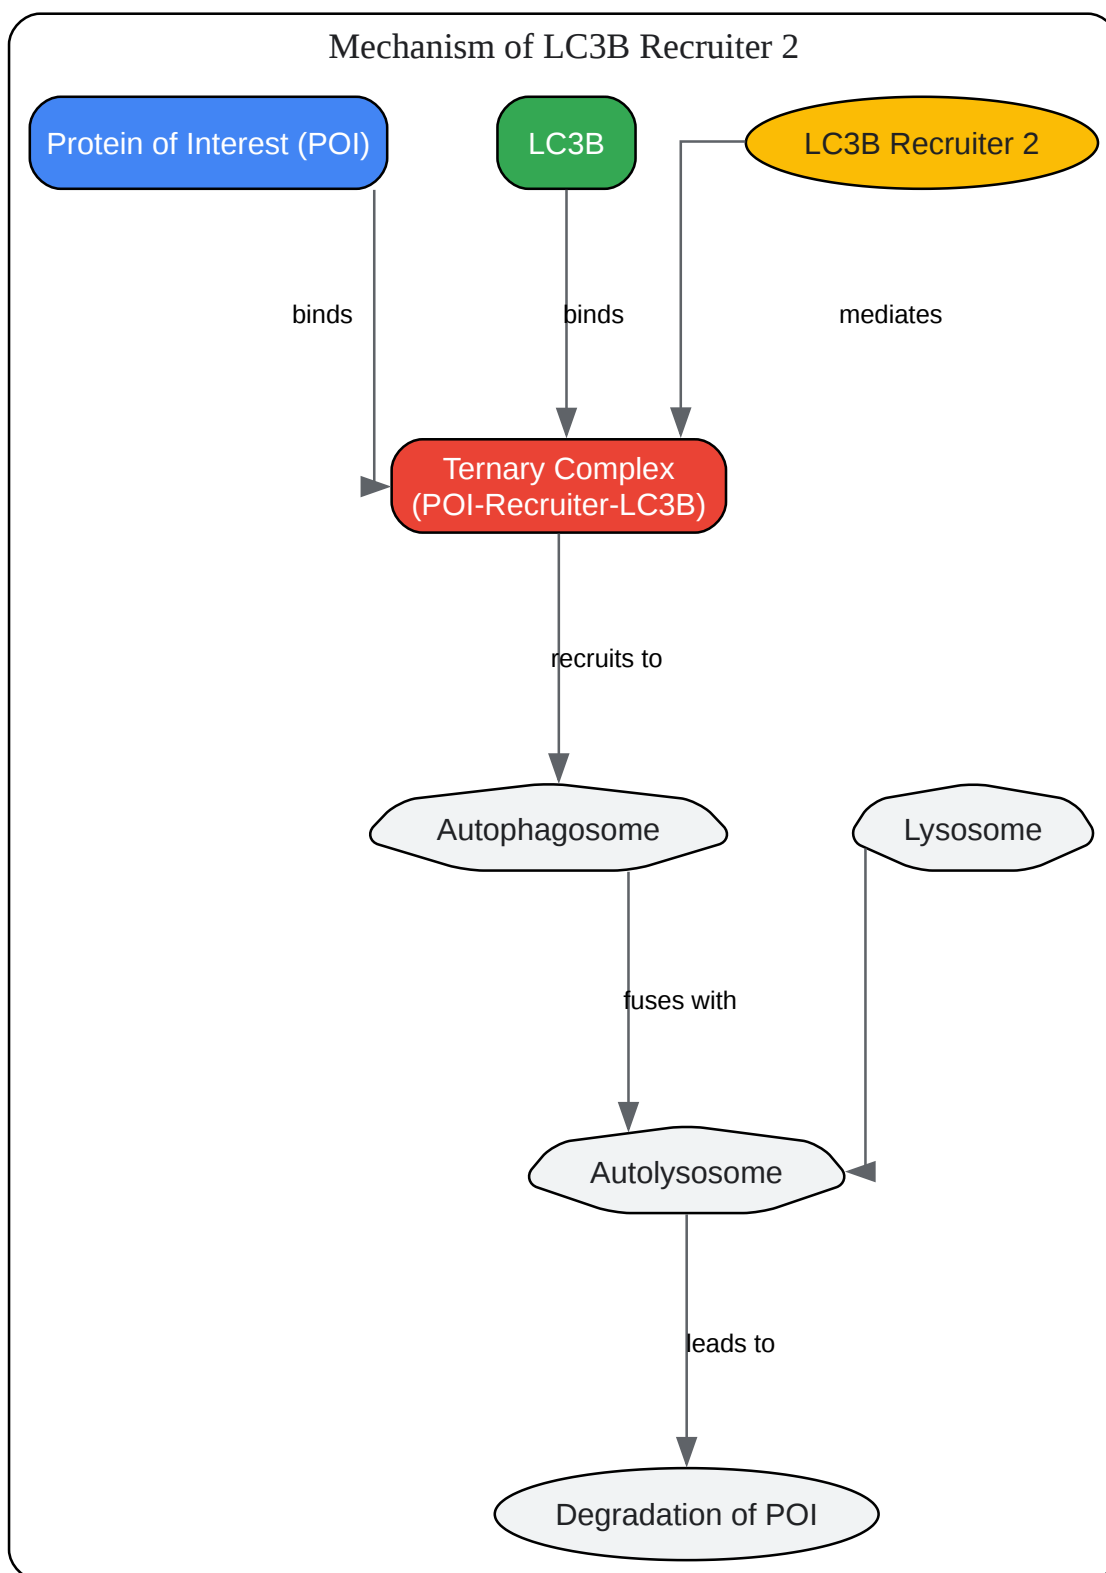 Mechanism of LC3B Recruiter 2
Protein of Interest (POI)
LC3B
LC3B Recruiter 2
binds
binds
mediates
Ternary Complex
(POI-Recruiter-LC3B)
recruits to
Autophagosome
Lysosome
fuses with
Autolysosome
leads to
Degradation of POI